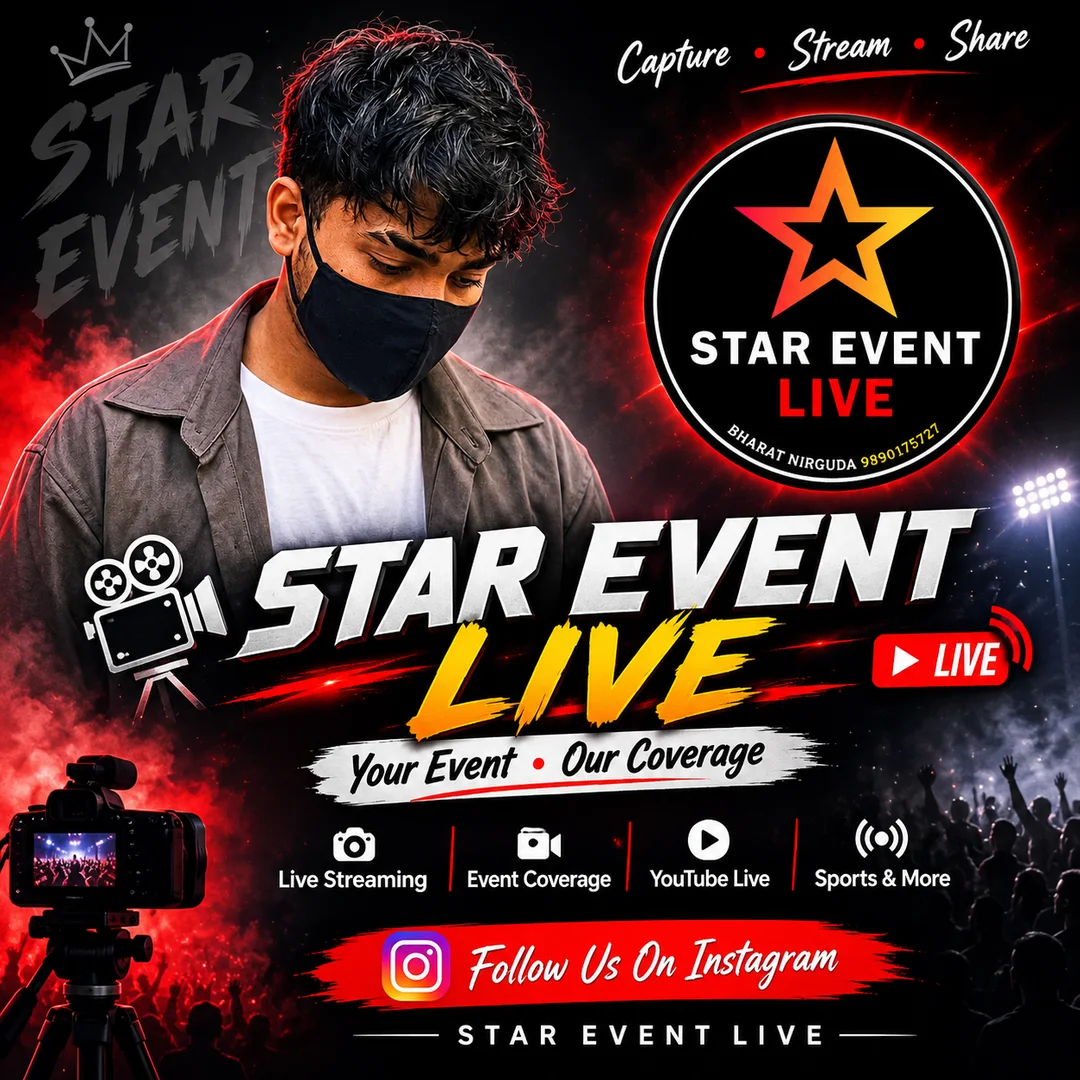 STAR
EVENT
Capture • Stream • Share
STAR EVENT
LIVE
BHARAT NIRGUDA 9890175727
STAR EVENT
LIVE
LIVE
Your Event • Our Coverage
Live Streaming
Event Coverage
YouTube Live
Sports & More
Follow Us On Instagram
STAR EVENT LIVE